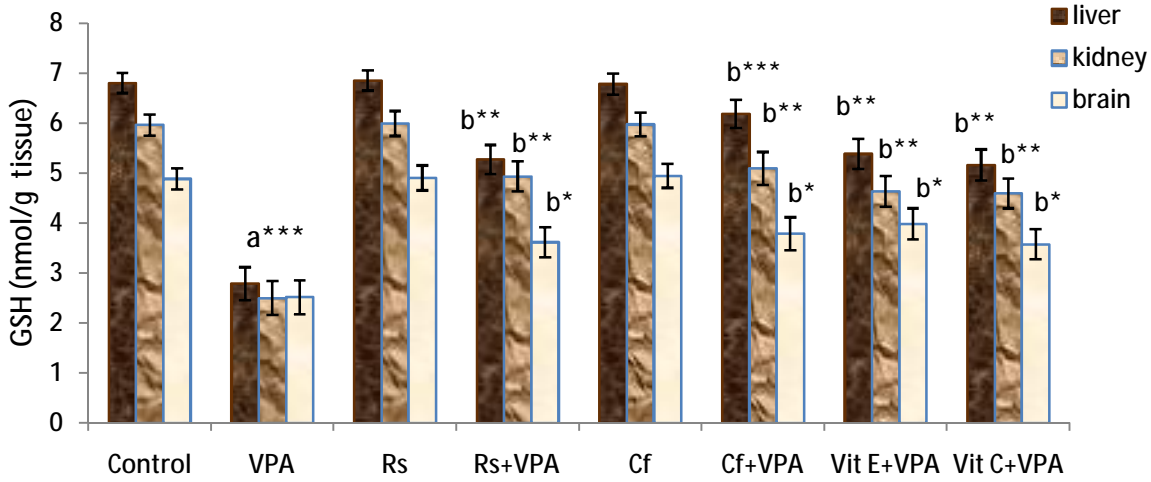 8
7
6
5
4
3
2
1
0
GSH (nmol/g tissue)
liver
kidney
brain
a***
b**
b**
b*
b***
b**
b*
b**
b**
b*
b**
b**
b*
Control
VPA
Rs
Rs+VPA
Cf
Cf+VPA
Vit E+VPA
Vit C+VPA